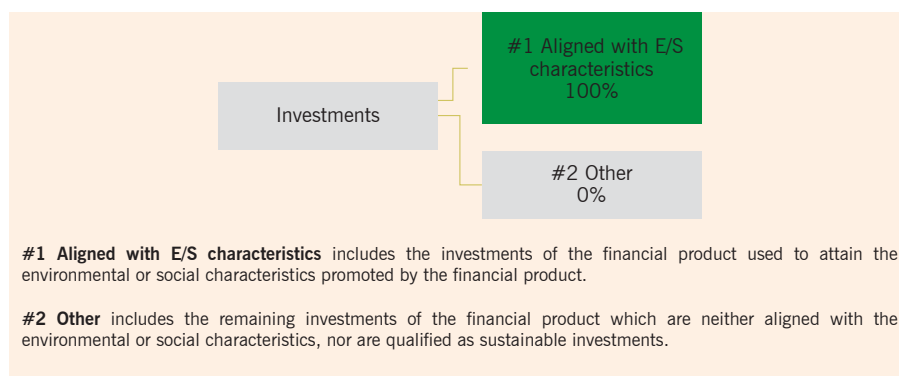 #1 Aligned with E/S
characteristics
100%
Investments
#2 Other
0%
#1 Aligned with E/S characteristics includes the investments of the financial product used to attain the
environmental or social characteristics promoted by the financial product.
#2 Other includes the remaining investments of the financial product which are neither aligned with the
environmental or social characteristics, nor are qualified as sustainable investments.